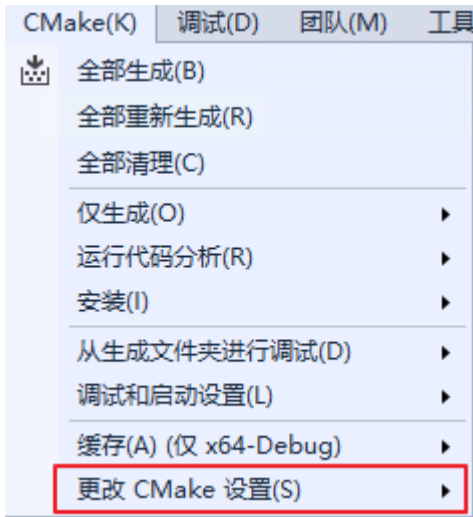 CMake(K) 调试(D) 团队(M) 工具
全部生成(B)
全部重新生成(R)
全部清理(C)
仅生成(O)
运行代码分析(R)
安装(I)
从生成文件夹进行调试(D)
调试和启动设置(L)
缓存(A) (仅 x64-Debug)
更改 CMake 设置(S)